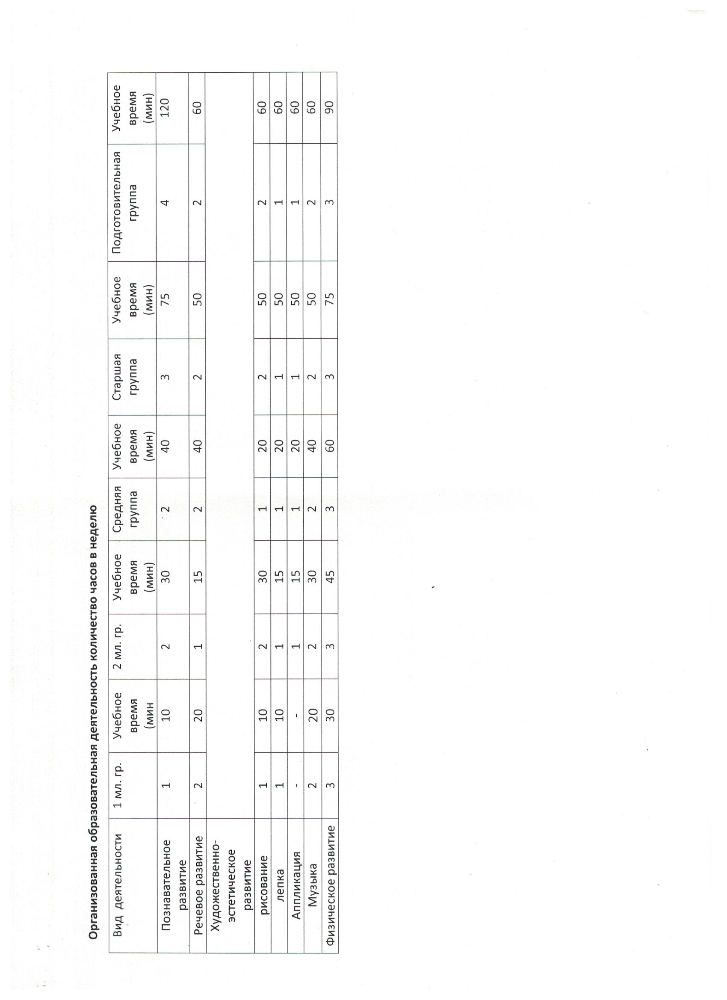 Организованная образовательная деятельность количество часов в неделю
Вид деятельности 1 мл. гр. Учебное время (мин 2 мл. гр. Учебное время (мин) Средняя группа Учебное время (мин) Старшая группа Учебное время (мин) Подготовительная группа Учебное время (мин)
Познавательное развитие 1 10 2 30 2 40 3 75 4 120
Речевое развитие 2 20 1 15 2 40 2 50 2 60
Художественно-
эстетическое
развитие
рисование 1 10 2 30 1 20 2 50 2 60
лепка 1 10 1 15 1 20 1 50 1 60
Аппликация - - 1 15 1 20 1 50 1 60
Музыка 2 20 2 30 2 40 2 50 2 60
Физическое развитие 3 30 3 45 3 60 3 75 3 90